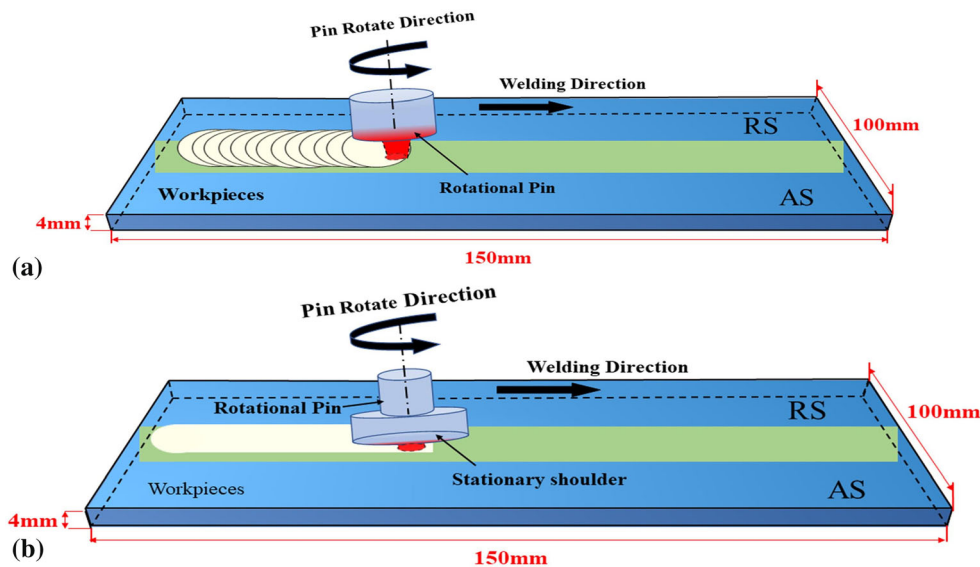 Pin Rotate Direction
Welding Direction
RS
100mm
Rotational Pin
Workpieces
AS
4mm
150mm
(a)
Pin Rotate Direction
Welding Direction
Rotational Pin
RS
100mm
Stationary shoulder
Workpieces
AS
4mm
150mm
(b)